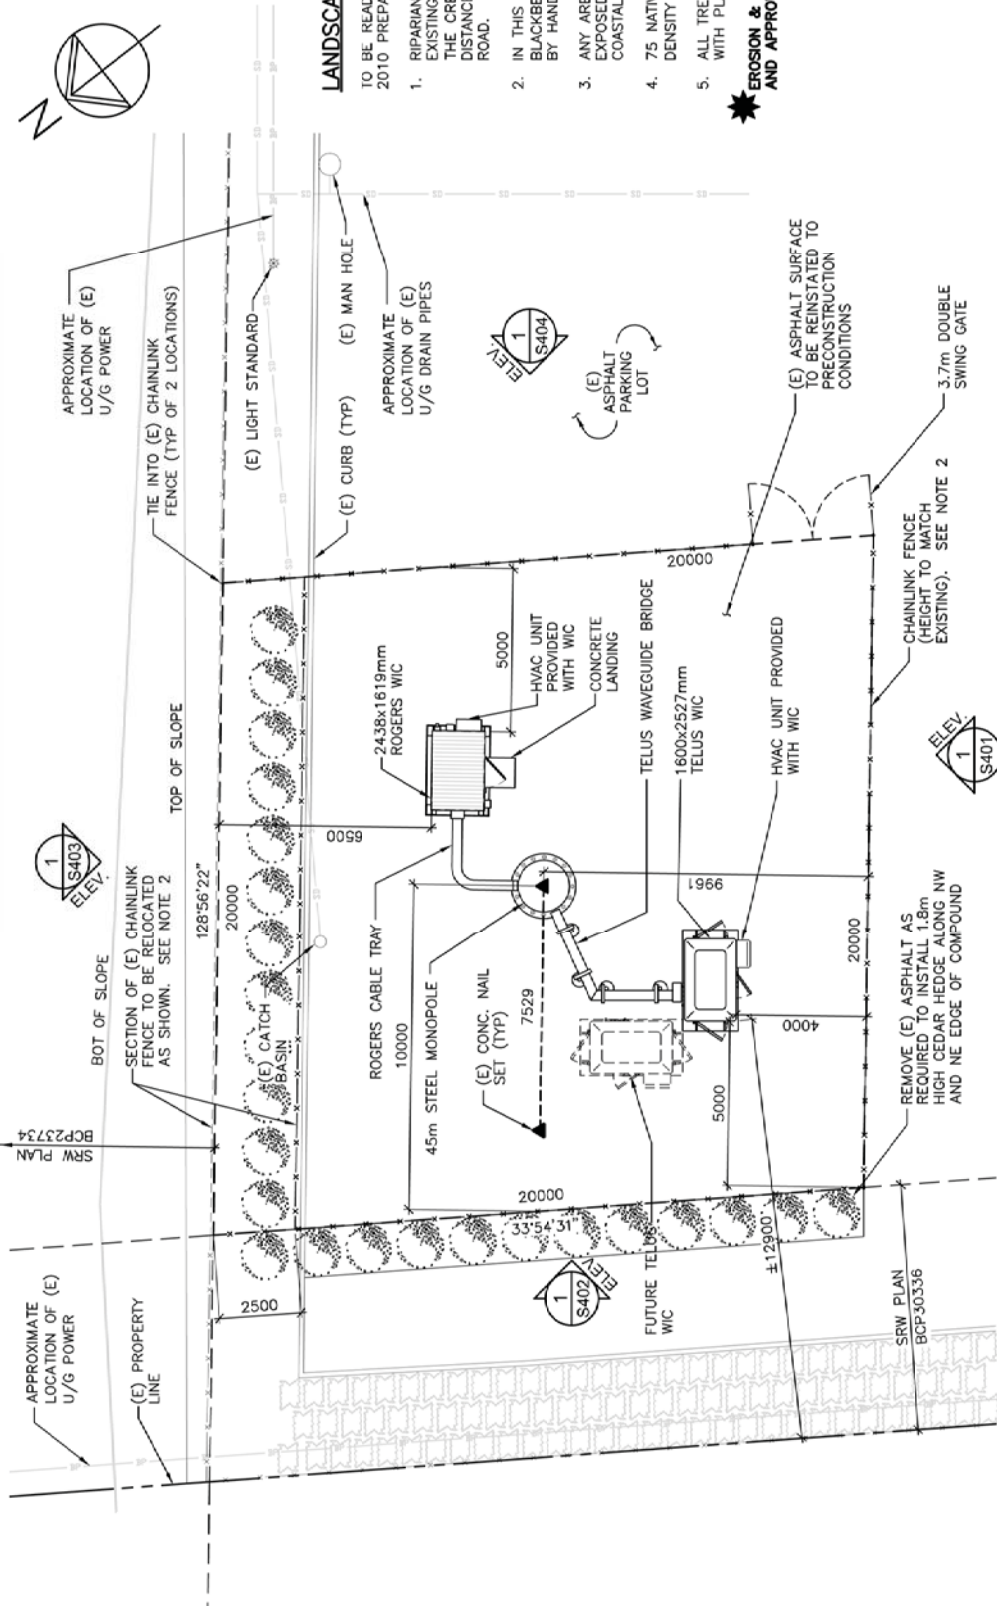 N
APPROXIMATE
LOCATION OF (E)
U/G POWER
(E) PROPERTY
LINE
SRW PLAN
BCP23734
BOT OF SLOPE
SECTION OF (E) CHAINLINK
FENCE TO BE RELOCATED
AS SHOWN. SEE NOTE 2
1
S403
ELEV.
TOP OF SLOPE
128°56'22"
20000
APPROXIMATE
LOCATION OF (E)
U/G POWER
TIE INTO (E) CHAINLINK
FENCE (TYP OF 2 LOCATIONS)
(E) LIGHT STANDARD
(E) CURB (TYP)
(E) MAN HOLE
APPROXIMATE
LOCATION OF (E)
U/G DRAIN PIPES
2500
(E) CATCH
BASIN
6500
ROGERS CABLE TRAY
10000
45m STEEL MONOPOLE
(E) CONC. NAIL
SET (TYP)
7529
2438x1619mm
ROGERS WIC
5000
HVAC UNIT
PROVIDED
WITH WIC
CONCRETE
LANDING
TELUS WAVEGUIDE BRIDGE
1600x2527mm
TELUS WIC
HVAC UNIT PROVIDED
WITH WIC
20000
1
S404
ELEV.
(E)
ASPHALT
PARKING
LOT
(E) ASPHALT SURFACE
TO BE REINSTATED TO
PRECONSTRUCTION
CONDITIONS
3.7m DOUBLE
SWING GATE
CHAINLINK FENCE
(HEIGHT TO MATCH
EXISTING). SEE NOTE 2
20000
33°54'31"
1
S402
ELEV.
FUTURE TELUS
WIC
9961
4000
5000
±12900
20000
1
S401
ELEV.
REMOVE (E) ASPHALT AS
REQUIRED TO INSTALL 1.8m
HIGH CEDAR HEDGE ALONG NW
AND NE EDGE OF COMPOUND
SRW PLAN
BCP30336
LANDSCA
TO BE READ
2010 PREPA
1. RIPARIAN
EXISTING
THE CRE
DISTANC
ROAD.
2. IN THIS
BLACKBE
BY HAND
3. ANY ARE
EXPOSED
COASTAL
4. 75 NATIV
DENSITY
5. ALL TRE
WITH PL
EROSION &
AND APPRO